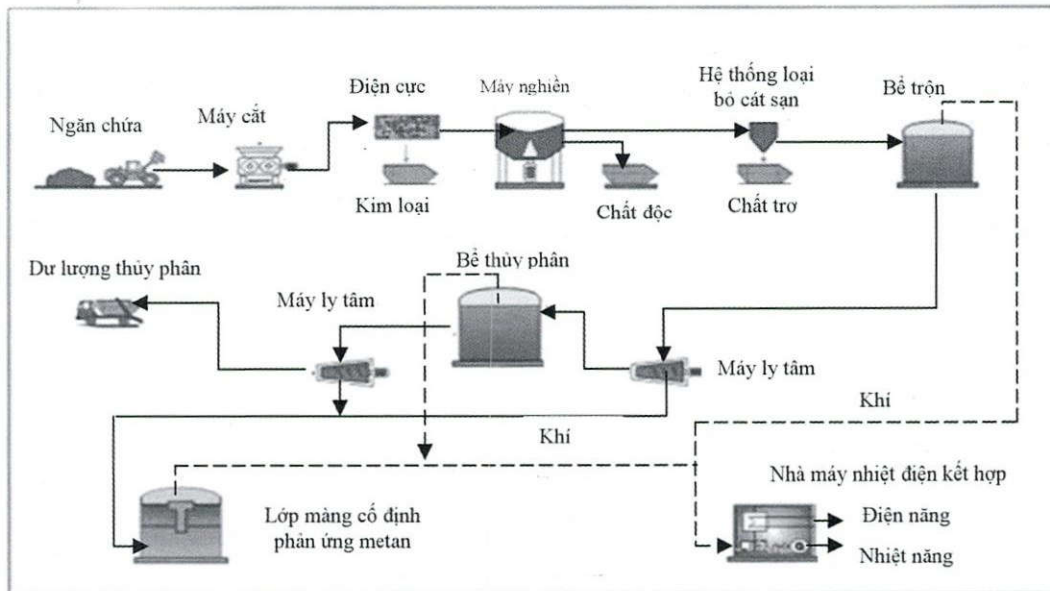 Ngăn chứa
Máy cắt
Điện cực
Kim loại
Máy nghiền
Chất độc
Hệ thống loại
bỏ cát sạn
Chất trơ
Bể trộn
Dư lượng thủy phân
Máy ly tâm
Bể thủy phân
Máy ly tâm
Khí
Khí
Lớp màng cố định
phản ứng metan
Nhà máy nhiệt điện kết hợp
Điện năng
Nhiệt năng